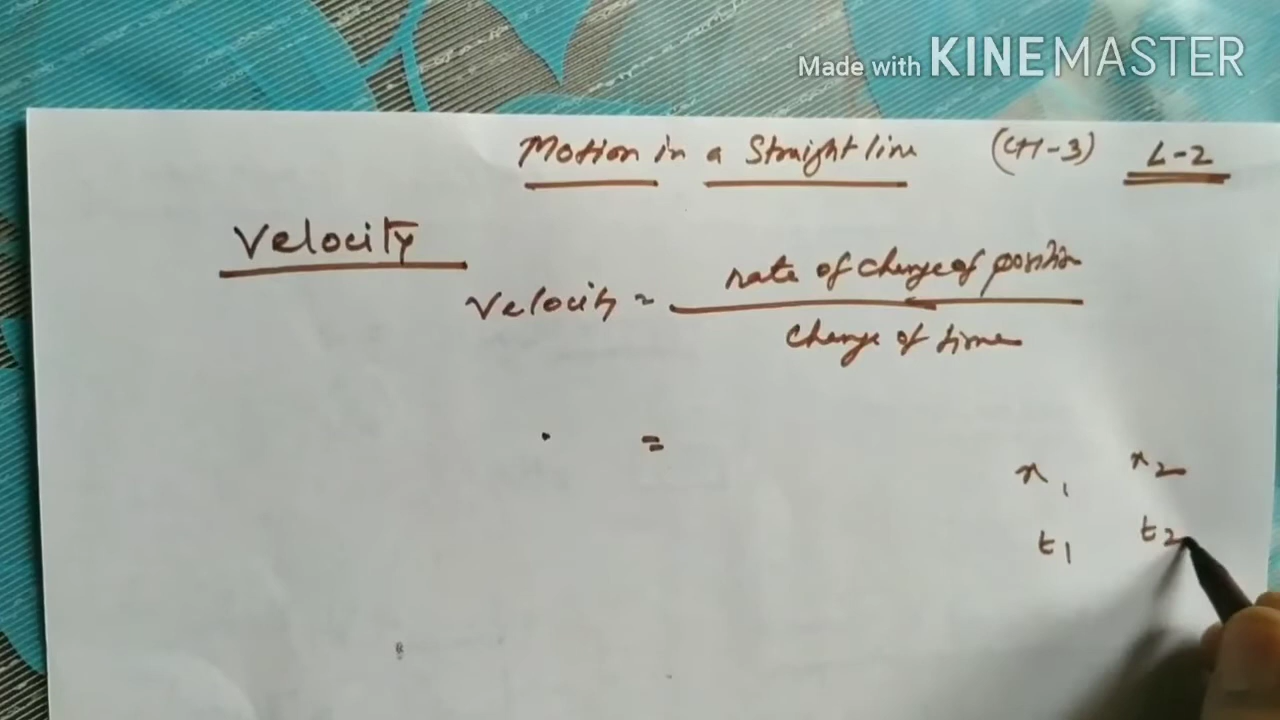 Made with KINEMASTER
Motion in a Straight line (CH-3) L-2
Velocity
Velocity = rate of change of position
change of time
=
x1 x2
t1 t2